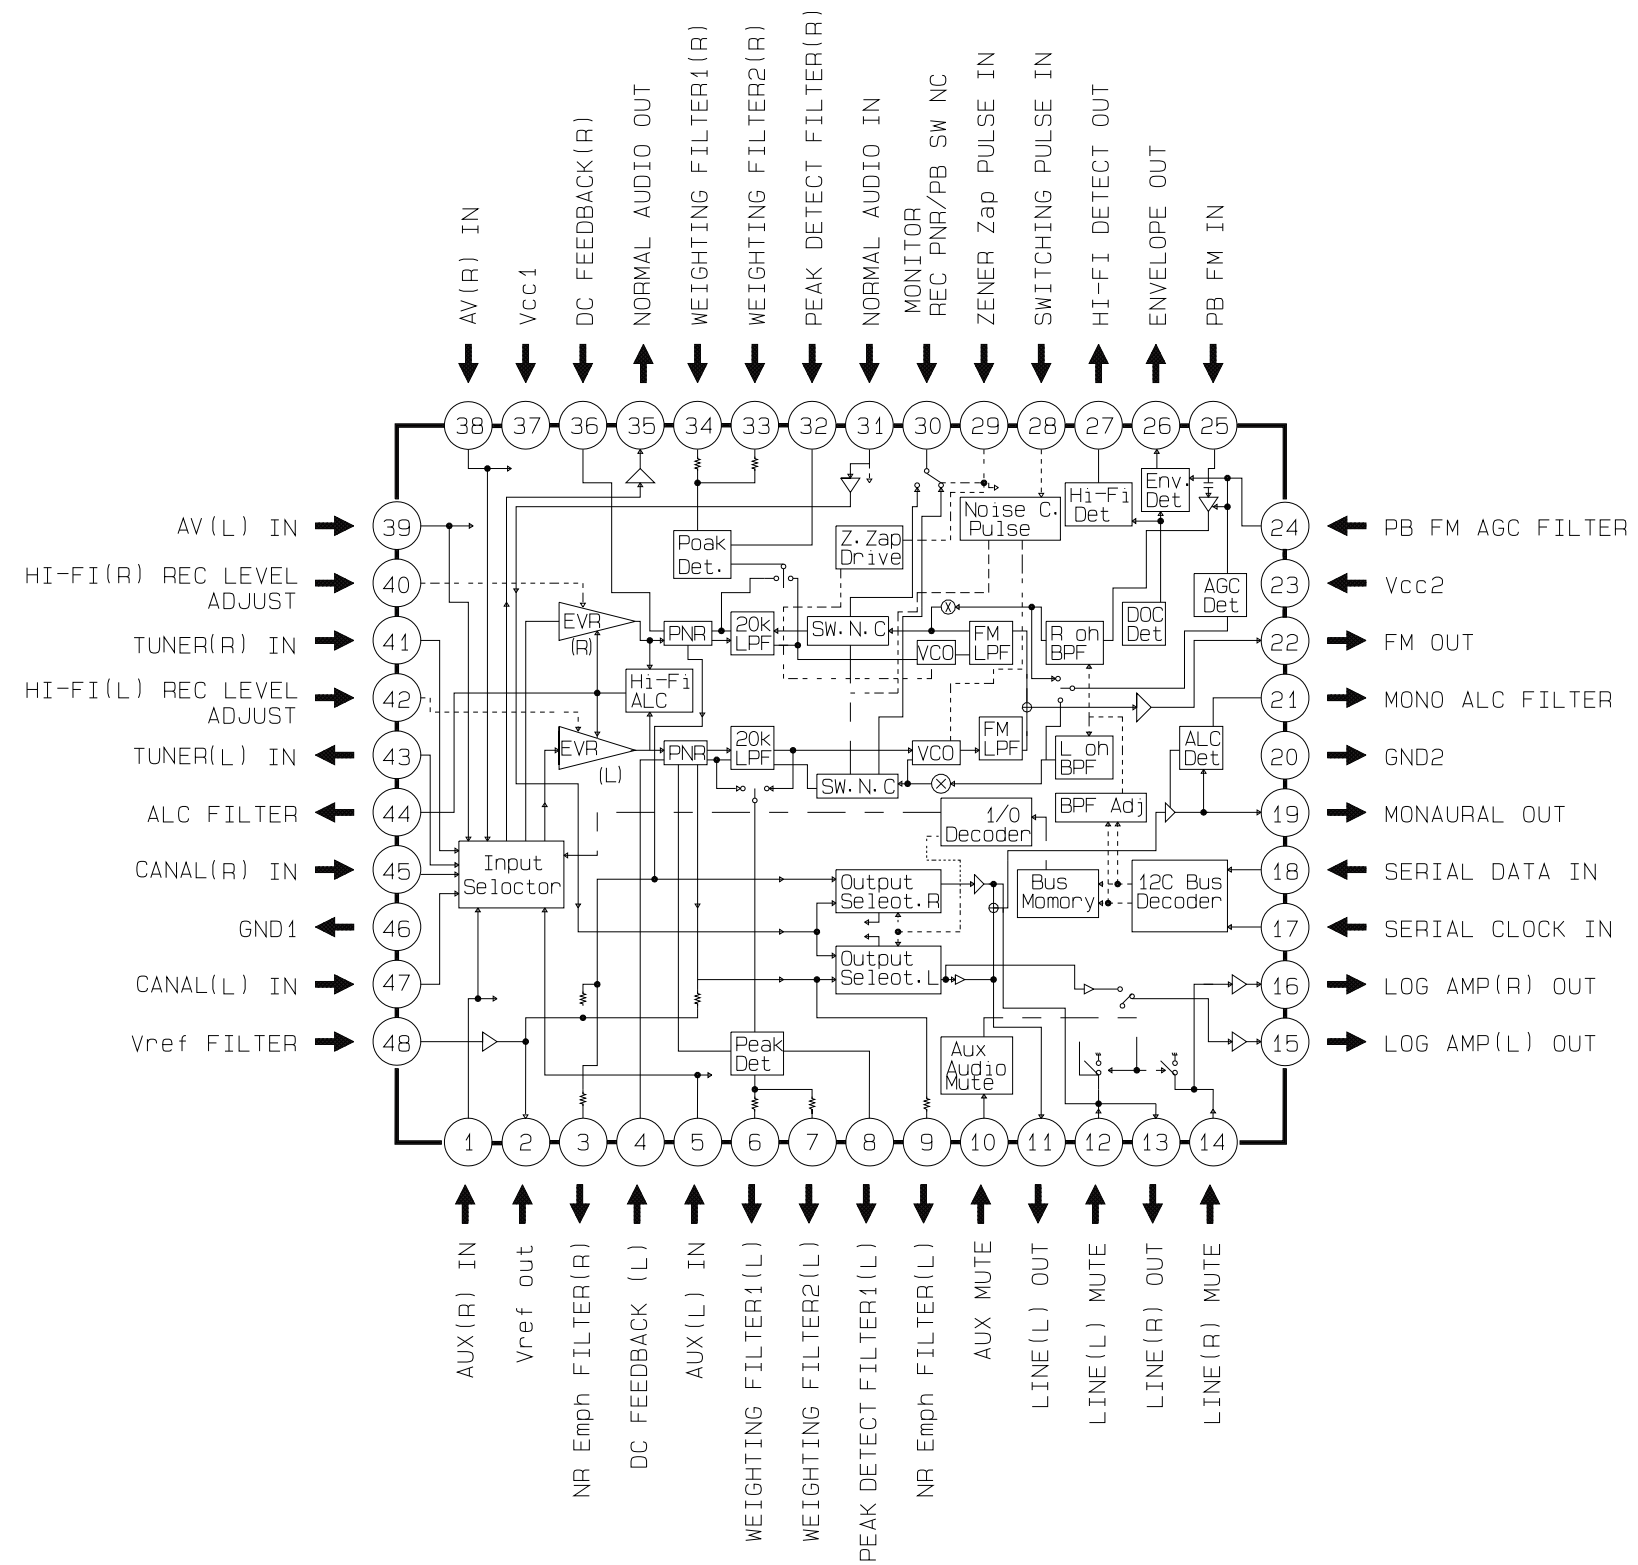 AV(R) IN
Vcc1
DC FEEDBACK(R)
NORMAL AUDIO OUT
WEIGHTING FILTER1(R)
WEIGHTING FILTER2(R)
PEAK DETECT FILTER(R)
NORMAL AUDIO IN
MONITOR
REC PNR/PB SW NC
ZENER Zap PULSE IN
SWITCHING PULSE IN
HI-FI DETECT OUT
ENVELOPE OUT
PB FM IN
38 37 36 35 34 33 32 31 30 29 28 27 26 25
AV(L) IN
39
HI-FI(R) REC LEVEL
ADJUST
40
TUNER(R) IN
41
HI-FI(L) REC LEVEL
ADJUST
42
TUNER(L) IN
43
ALC FILTER
44
CANAL(R) IN
45
GND1
46
CANAL(L) IN
47
Vref FILTER
48
Poak
Det.
Z.Zap
Drive
Noise C.
Pulse
Hi-Fi
Det
Env.
Det
AGC
Det
DOC
Det
EVR
(R)
PNR
20k
LPF
SW.N.C
VCO
FM
LPF
R oh
BPF
Hi-Fi
ALC
EVR
(L)
PNR
20k
LPF
SW.N.C
VCO
FM
LPF
L oh
BPF
ALC
Det
BPF Adj
1/0
Decoder
Input
Seloctor
Output
Seleot.R
Bus
Momory
12C Bus
Decoder
Output
Seleot.L
Peak
Det
Aux
Audio
Mute
24
PB FM AGC FILTER
23
Vcc2
22
FM OUT
21
MONO ALC FILTER
20
GND2
19
MONAURAL OUT
18
SERIAL DATA IN
17
SERIAL CLOCK IN
16
LOG AMP(R) OUT
15
LOG AMP(L) OUT
1 2 3 4 5 6 7 8 9 10 11 12 13 14
AUX(R) IN
Vref out
NR Emph FILTER(R)
DC FEEDBACK (L)
AUX(L) IN
WEIGHTING FILTER1(L)
WEIGHTING FILTER2(L)
PEAK DETECT FILTER1(L)
NR Emph FILTER(L)
AUX MUTE
LINE(L) OUT
LINE(L) MUTE
LINE(R) OUT
LINE(R) MUTE